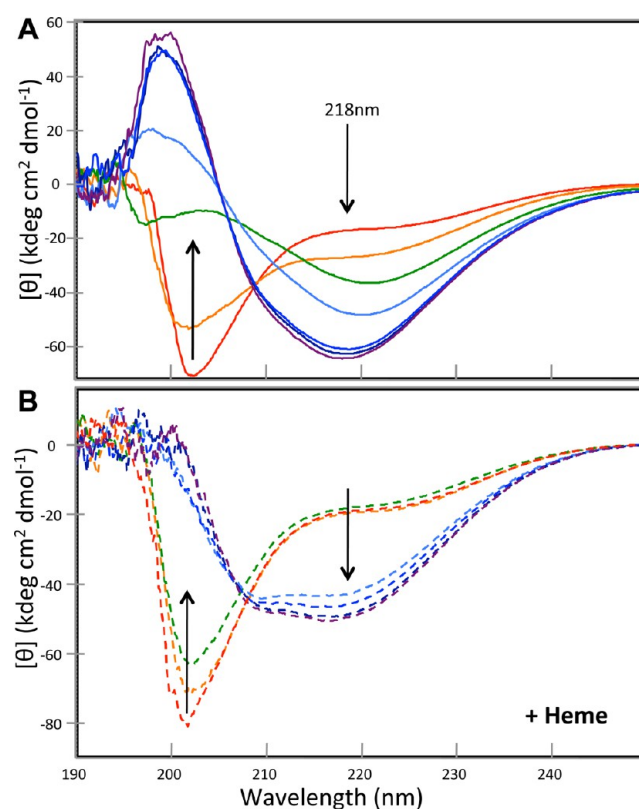 A
60
40
20
0
-20
-40
-60
[θ] (kdeg cm² dmol⁻¹)
218nm
B
0
-20
-40
-60
-80
[θ] (kdeg cm² dmol⁻¹)
+ Heme
190 200 210 220 230 240
Wavelength (nm)